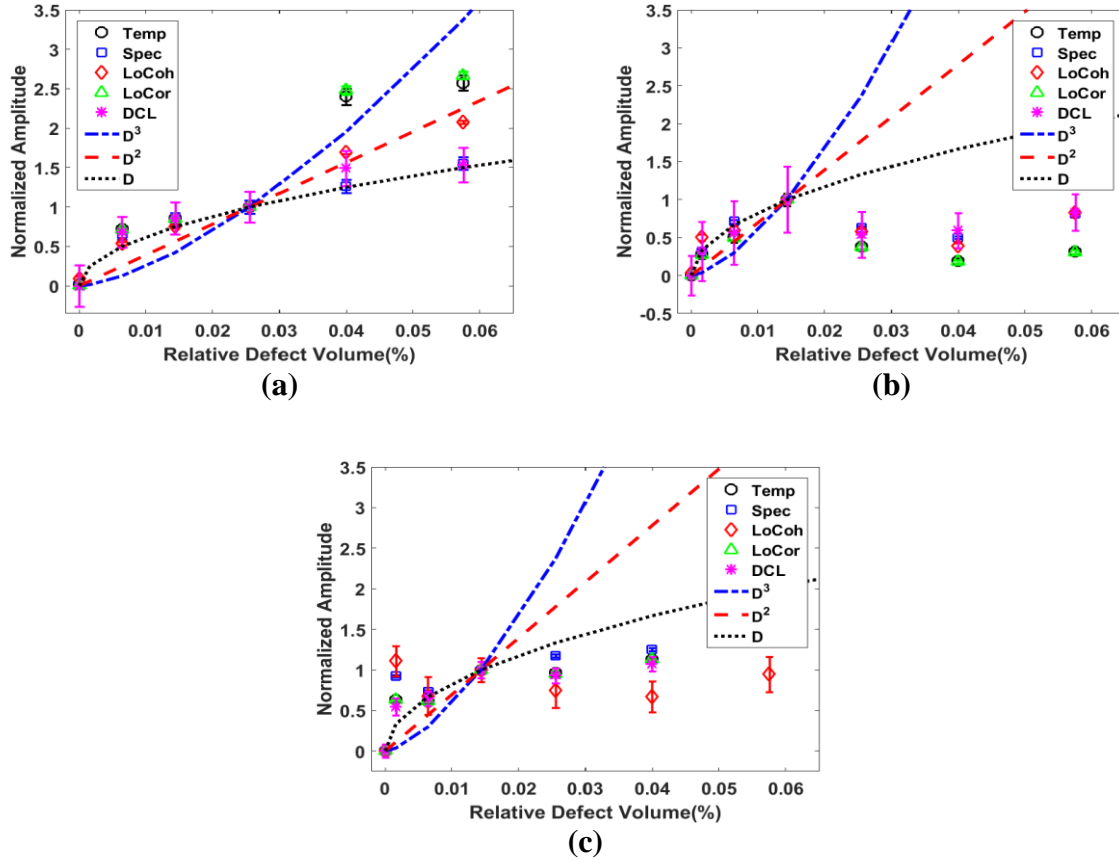 Normalized Amplitude
3.5
3
2.5
2
1.5
1
0.5
0
Temp
Spec
LoCoh
LoCor
DCL
D³
D²
D
0 0.01 0.02 0.03 0.04 0.05 0.06
Relative Defect Volume(%)
(a)
Normalized Amplitude
3.5
3
2.5
2
1.5
1
0.5
0
-0.5
Temp
Spec
LoCoh
LoCor
DCL
D³
D²
D
0 0.01 0.02 0.03 0.04 0.05 0.06
Relative Defect Volume(%)
(b)
Normalized Amplitude
3.5
3
2.5
2
1.5
1
0.5
0
Temp
Spec
LoCoh
LoCor
DCL
D³
D²
D
0 0.01 0.02 0.03 0.04 0.05 0.06
Relative Defect Volume(%)
(c)